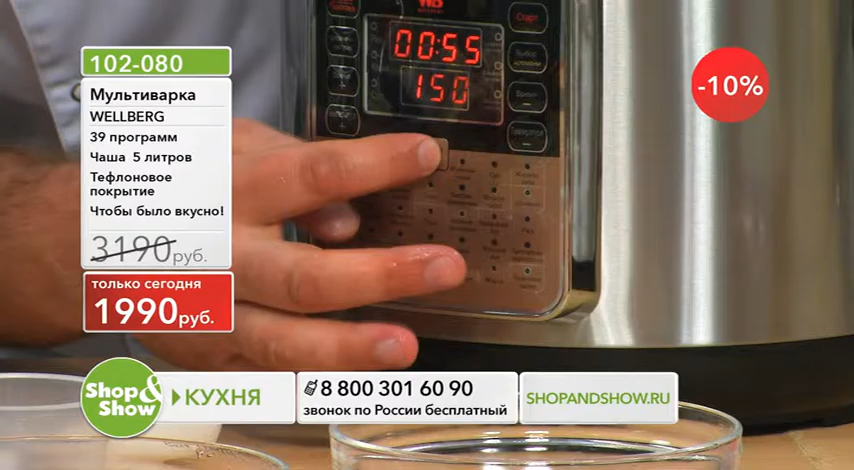 WB
00:55
150
Старт
102-080
Мультиварка
WELLBERG
39 программ
Чаша 5 литров
Тефлоновое
покрытие
Чтобы было вкусно!
3190 руб.
только сегодня
1990 руб.
-10%
Shop&
Show
КУХНЯ
8 800 301 60 90
звонок по России бесплатный
SHOPANDSHOW.RU